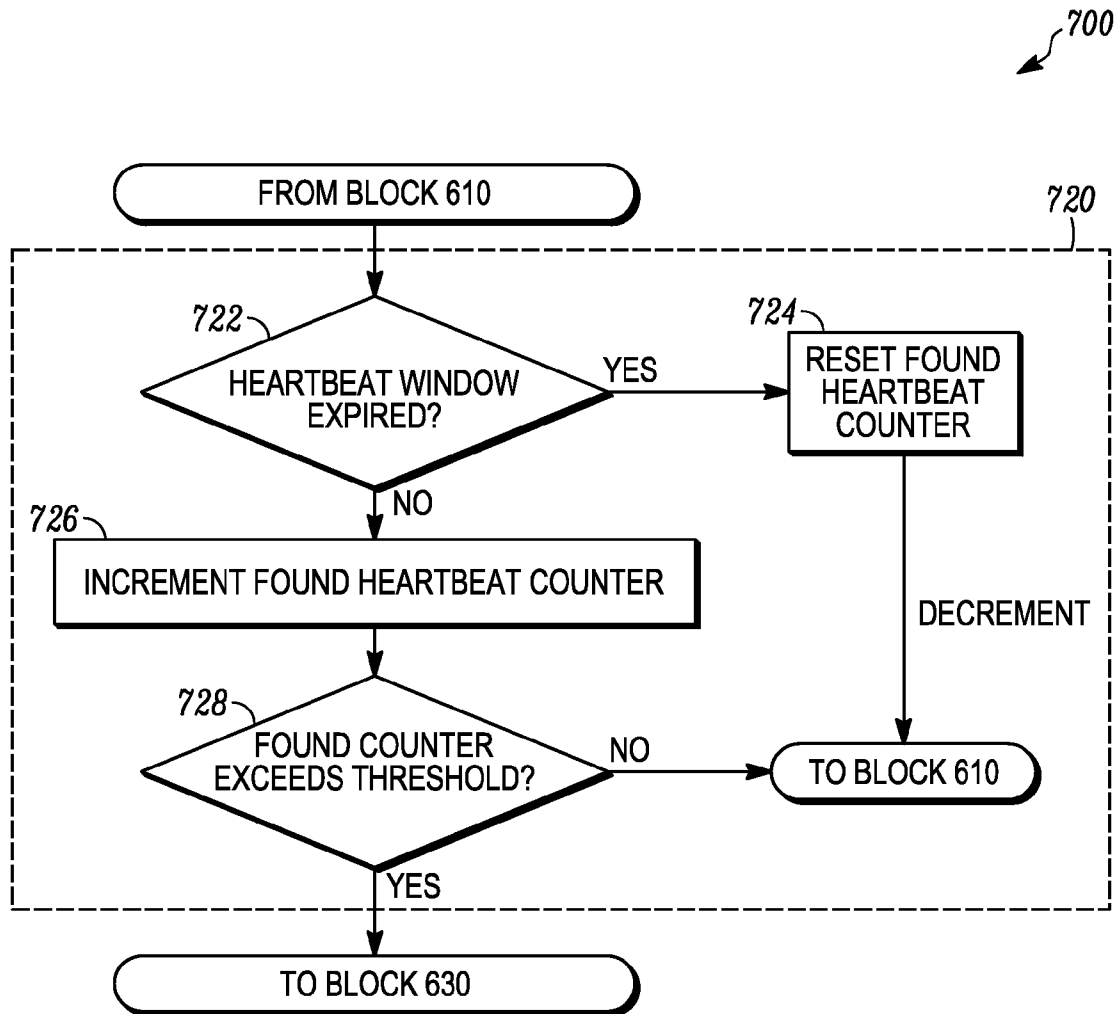 700
FROM BLOCK 610
720
722
HEARTBEAT WINDOW
EXPIRED?
YES
724
RESET FOUND
HEARTBEAT
COUNTER
NO
726
INCREMENT FOUND HEARTBEAT COUNTER
DECREMENT
728
FOUND COUNTER
EXCEEDS THRESHOLD?
NO
TO BLOCK 610
YES
TO BLOCK 630